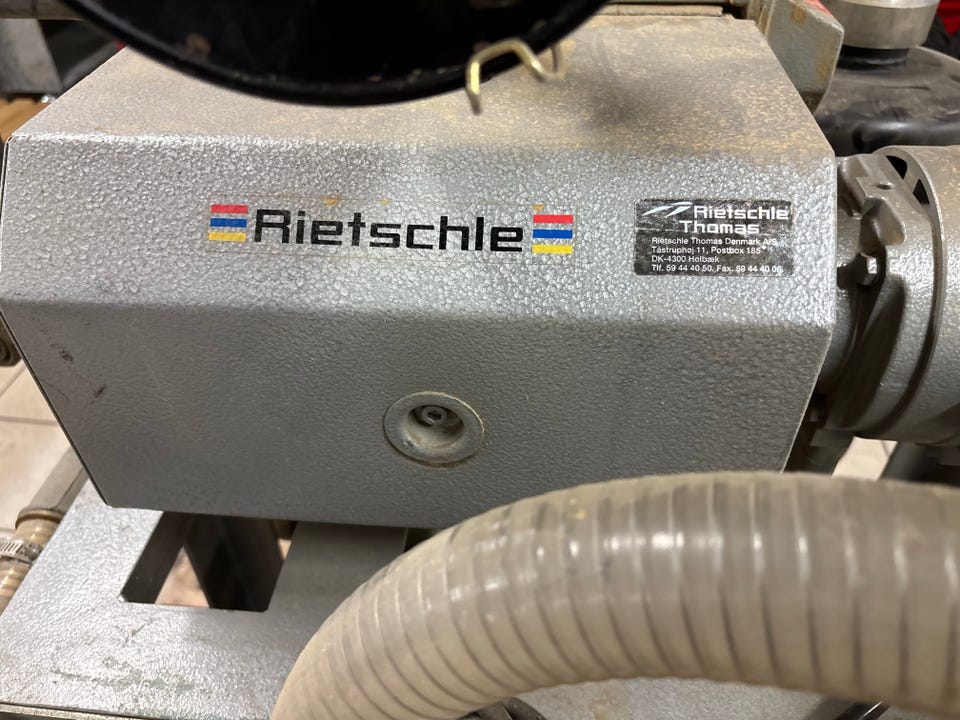 Rietschle
Rietschle
Thomas
Rietschle Thomas Denmark A/S
Tåstruphøj 11, Postbox 185
DK-4300 Holbæk
Tlf. 59 44 40 50, Fax. 59 44 40 06